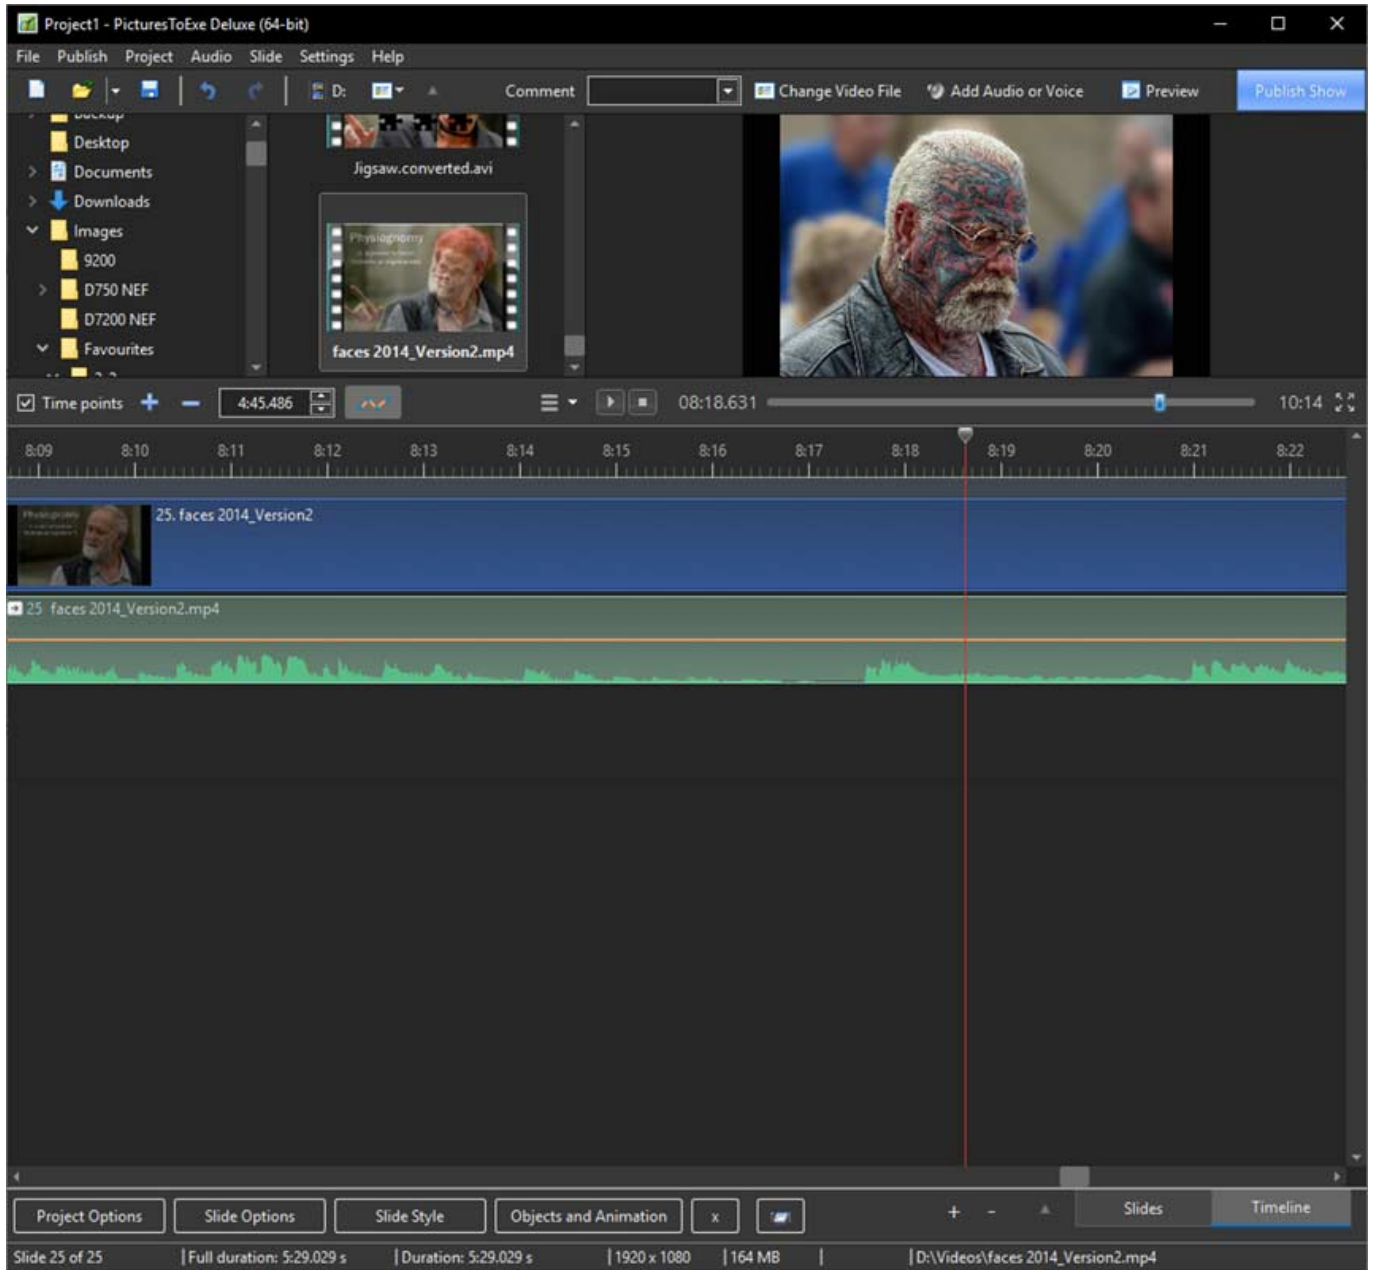 Project1 - PicturesToExe Deluxe (64-bit)
File Publish Project Audio Slide Settings Help
D: Comment Change Video File Add Audio or Voice Preview Publish Show
Backup
Desktop
Documents
Downloads
Images
9200
D750 NEF
D7200 NEF
Favourites
Jigsaw.converted.avi
Physiognomy
faces 2014_Version2.mp4
Time points 4:45.486 08:18.631 10:14
8:09 8:10 8:11 8:12 8:13 8:14 8:15 8:16 8:17 8:18 8:19 8:20 8:21 8:22
Physiognomy
25. faces 2014_Version2
25 faces 2014_Version2.mp4
Project Options Slide Options Slide Style Objects and Animation x + - Slides Timeline
Slide 25 of 25 | Full duration: 5:29.029 s | Duration: 5:29.029 s | 1920 x 1080 | 164 MB | | D:\Videos\faces 2014_Version2.mp4